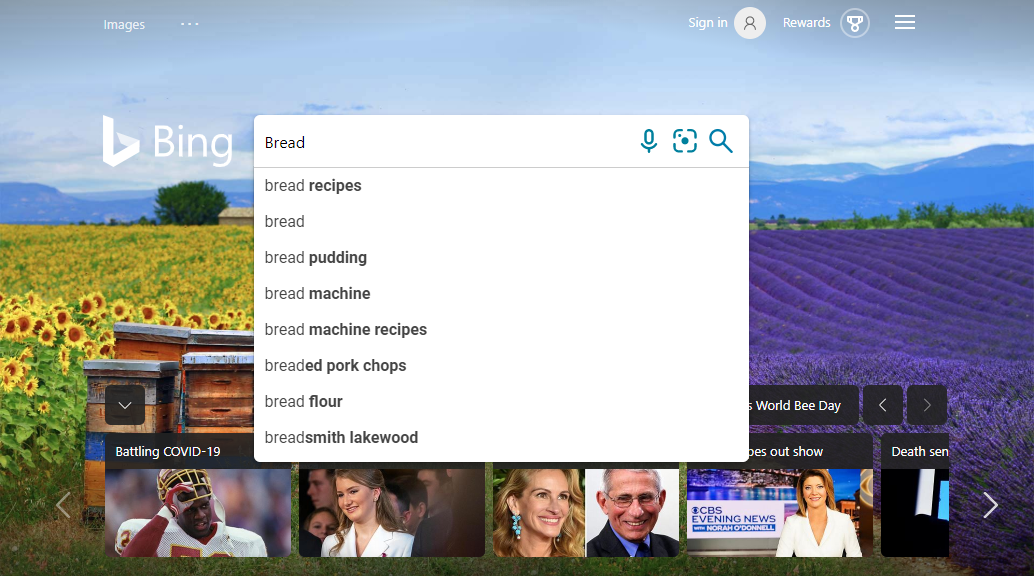 Images
Sign in
Rewards
Bing
Bread
bread recipes
bread
bread pudding
bread machine
bread machine recipes
breaded pork chops
bread flour
breadsmith lakewood
s World Bee Day
Battling COVID-19
oes out show
Death sen
CBS
EVENING NEWS
WITH NORAH O'DONNELL